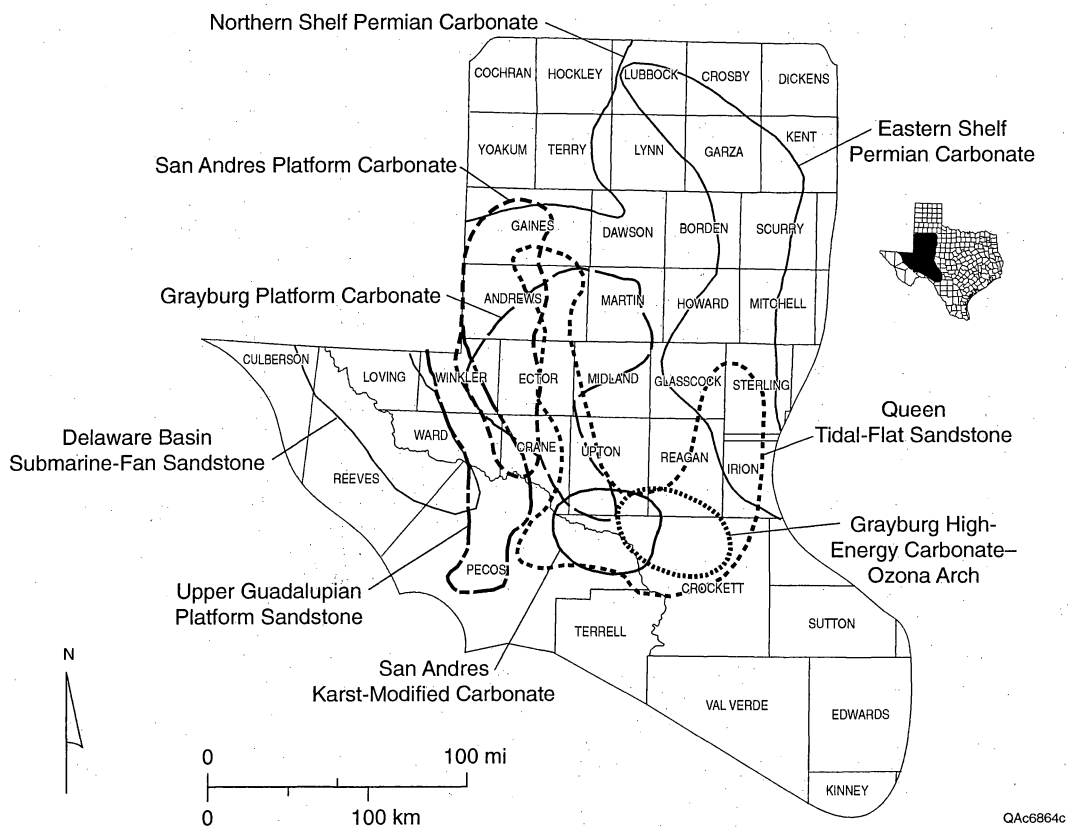 Northern Shelf Permian Carbonate
COCHRAN
HOCKLEY
LUBBOCK
CROSBY
DICKENS
Eastern Shelf
Permian Carbonate
KENT
YOAKUM
TERRY
LYNN
GARZA
San Andres Platform Carbonate
GAINES
DAWSON
BORDEN
SCURRY
Grayburg Platform Carbonate
ANDREWS
MARTIN
HOWARD
MITCHELL
CULBERSON
LOVING
WINKLER
ECTOR
MIDLAND
GLASSCOCK
STERLING
Queen
Tidal-Flat Sandstone
Delaware Basin
Submarine-Fan Sandstone
WARD
CRANE
UPTON
REAGAN
IRION
REEVES
Grayburg High-
Energy Carbonate–
Ozona Arch
PECOS
CROCKETT
Upper Guadalupian
Platform Sandstone
TERRELL
SUTTON
San Andres
Karst-Modified Carbonate
VAL VERDE
EDWARDS
KINNEY
N
0
100 mi
0
100 km
QAc6864c